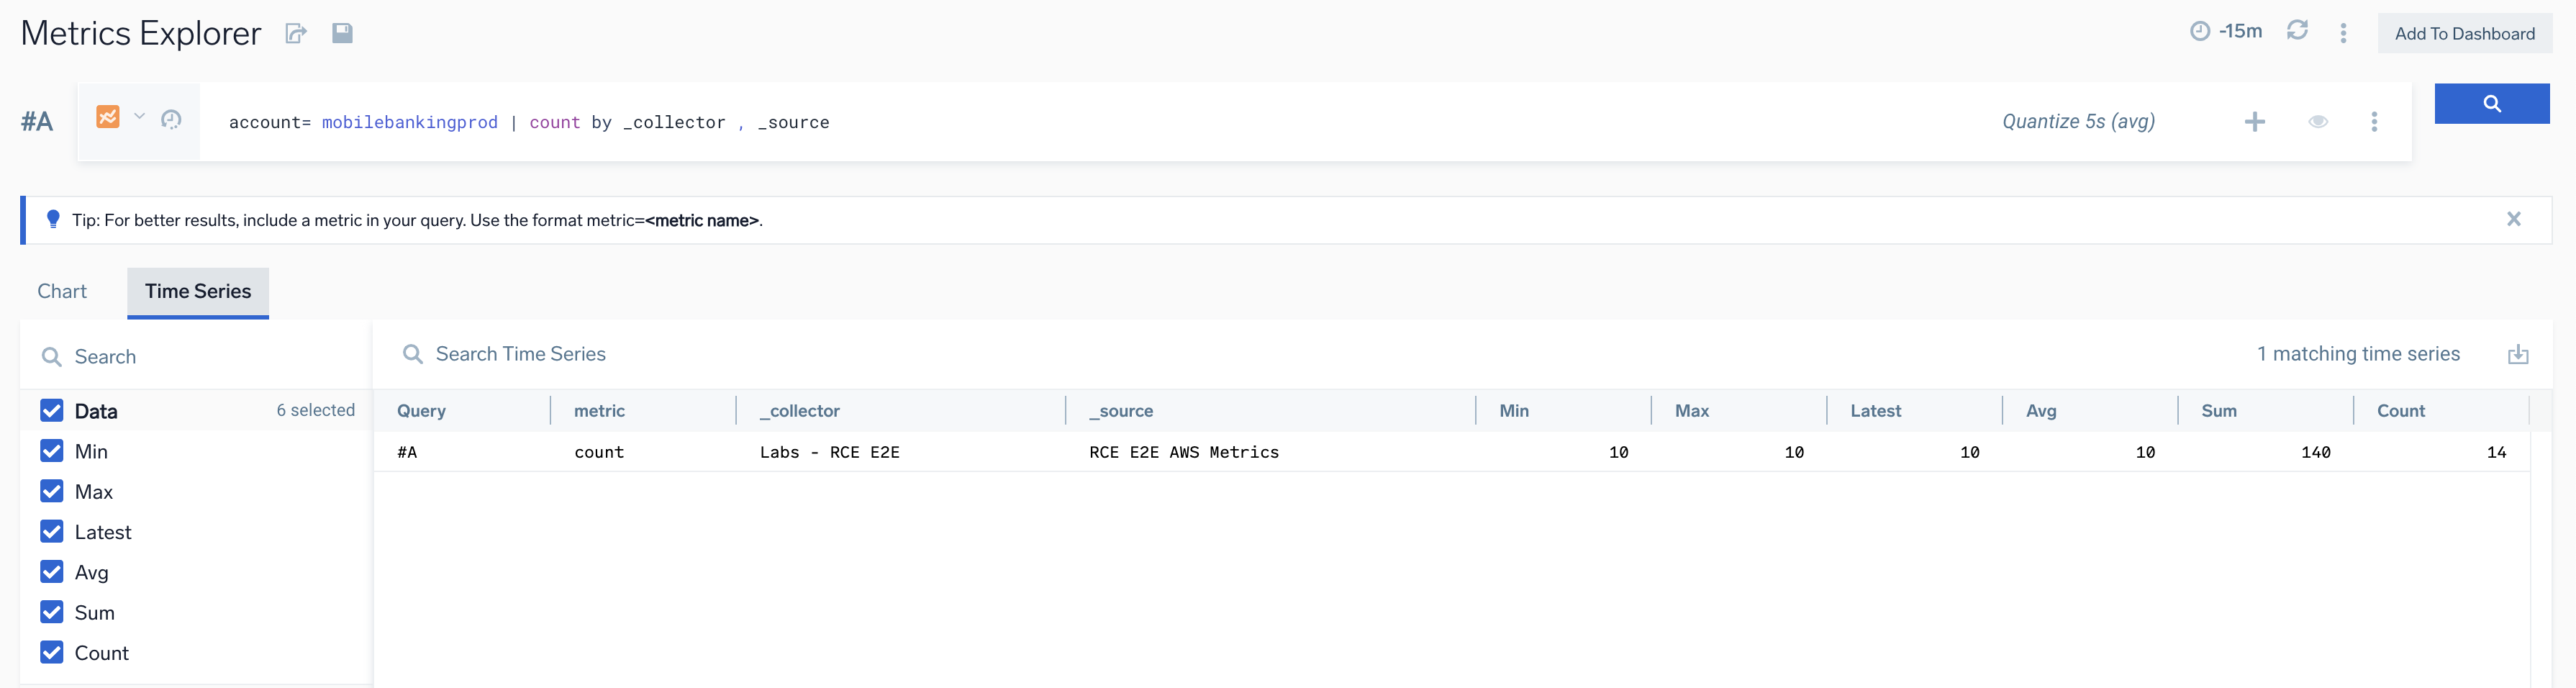 Metrics Explorer
-15m
Add To Dashboard
#A
account= mobilebankingprod | count by _collector , _source
Quantize 5s (avg)
Tip: For better results, include a metric in your query. Use the format metric=<metric name>.
Chart
Time Series
Search
Search Time Series
1 matching time series
Data 6 selected
Min
Max
Latest
Avg
Sum
Count
Query metric _collector _source Min Max Latest Avg Sum Count
#A count Labs - RCE E2E RCE E2E AWS Metrics 10 10 10 10 140 14